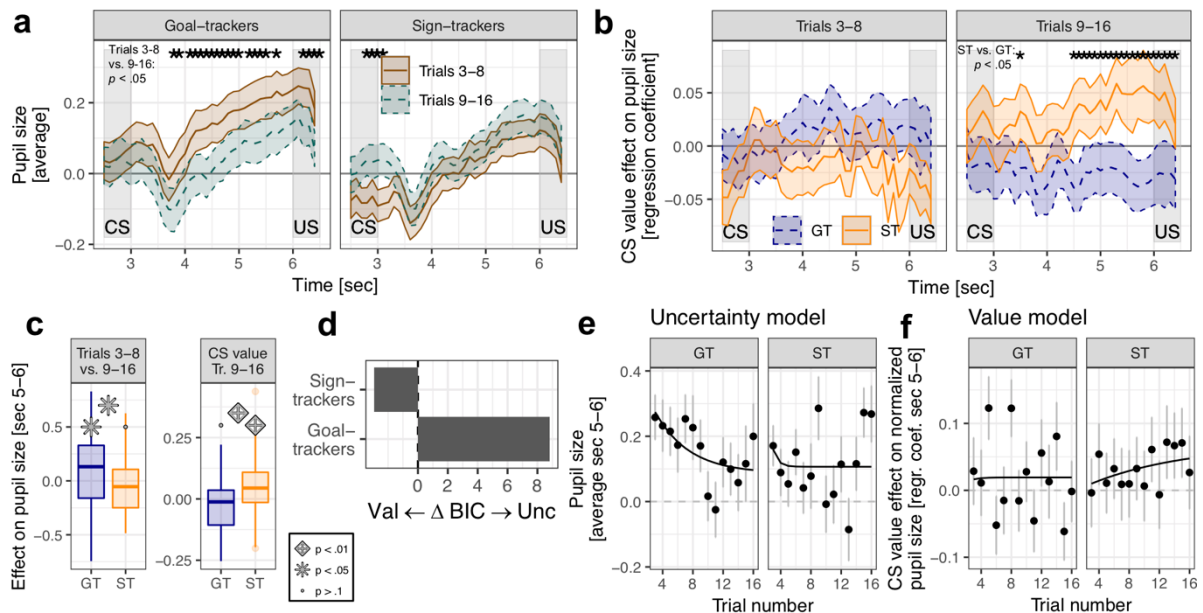 a
Goal−trackers
Sign−trackers
Trials 3−8
vs. 9−16:
p < .05
Trials 3−8
Trials 9−16
Pupil size
[average]
0.2
0.0
−0.2
CS
US
CS
US
3
4
5
6
3
4
5
6
Time [sec]
b
Trials 3−8
Trials 9−16
ST vs. GT:
p < .05
CS value effect on pupil size
[regression coefficient]
0.05
0.00
−0.05
CS
US
CS
US
GT
ST
3
4
5
6
3
4
5
6
Time [sec]
c
Trials 3−8
vs. 9−16
CS value
Tr. 9−16
Effect on pupil size [sec 5−6]
0.5
0.0
−0.5
0.25
0.00
−0.25
GT
ST
GT
ST
p < .01
p < .05
p > .1
d
Sign−
trackers
Goal−
trackers
0
2
4
6
8
Val ← Δ BIC → Unc
e
Uncertainty model
GT
ST
Pupil size
[average sec 5−6]
0.4
0.2
0.0
−0.2
4
8
12
16
4
8
12
16
Trial number
f
Value model
GT
ST
CS value effect on normalized
pupil size [regr. coef. sec 5−6]
0.1
0.0
−0.1
4
8
12
16
4
8
12
16
Trial number